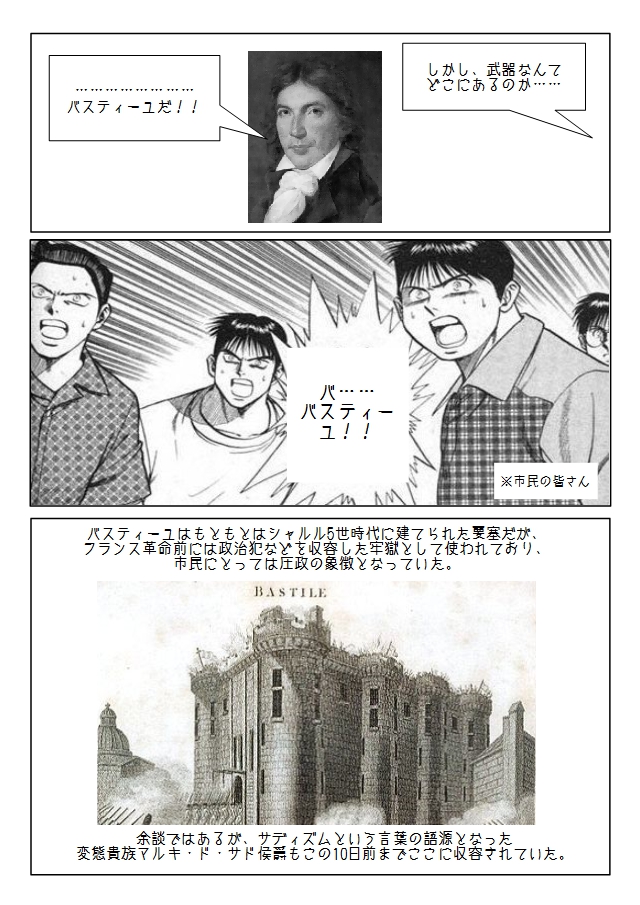 しかし、武器なんて
どこにあるのか……
…………………
バスティーユだ！！
バ……
バスティー
ユ！！
※市民の皆さん
バスティーユはもともとはシャルル5世時代に建てられた要塞だが、
フランス革命前には政治犯などを収容した牢獄として使われており、
市民にとっては圧政の象徴となっていた。
BASTILE
余談ではあるが、サディズムという言葉の語源となった
変態貴族マルキ・ド・サド侯爵もこの10日前までここに収容されていた。